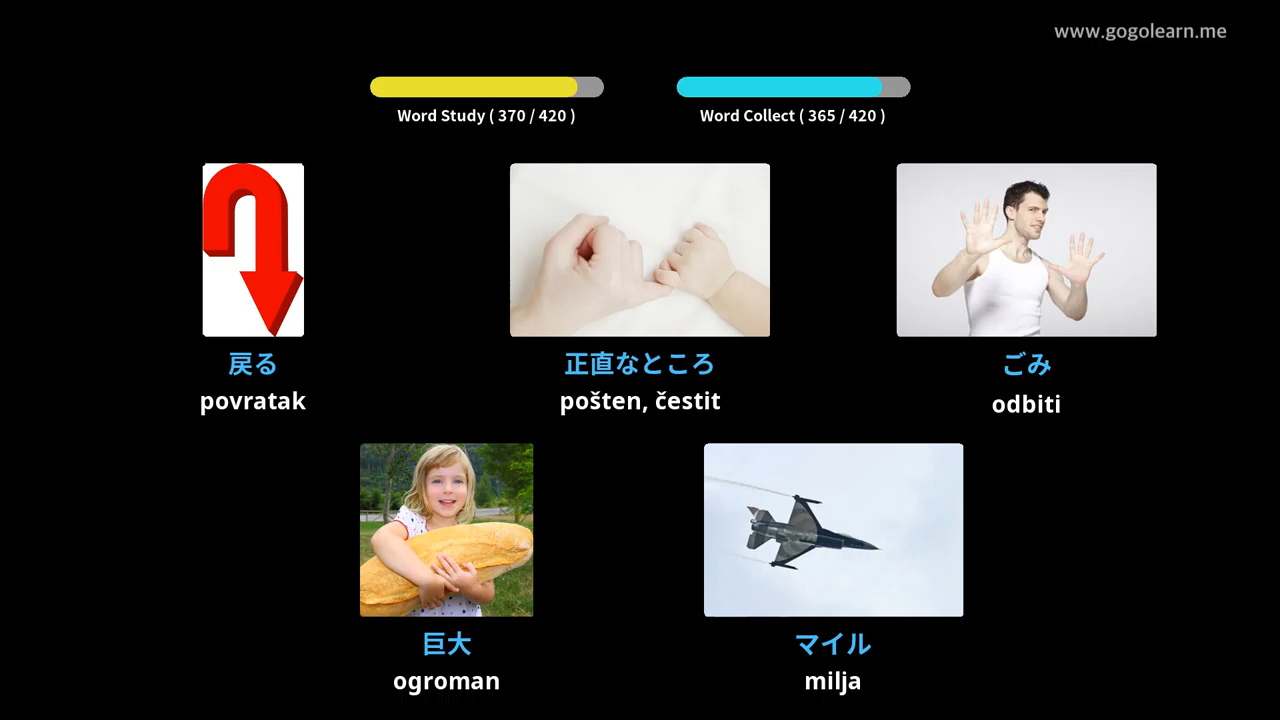 www.gogolearn.me
Word Study ( 370 / 420 )
Word Collect ( 365 / 420 )
戻る
povratak
正直なところ
pošten, čestit
ごみ
odbiti
巨大
ogroman
マイル
milja